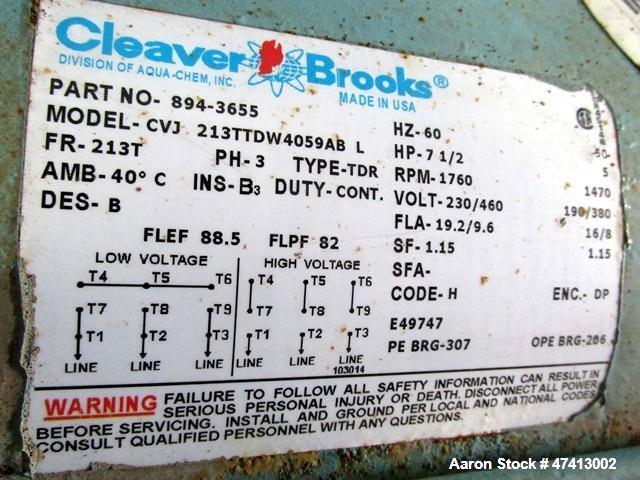 Cleaver Brooks®
DIVISION OF AQUA-CHEM, INC.
MADE IN USA
PART NO- 894-3655
MODEL- CVJ 213TTDW4059AB L
FR- 213T PH- 3 TYPE-TDR
AMB- 40° C INS- B3 DUTY- CONT.
DES- B
FLEF 88.5 FLPF 82
HZ- 60 50
HP- 7 1/2 5
RPM- 1760 1470
VOLT- 230/460 190/380
FLA- 19.2/9.6 16/8
SF- 1.15 1.15
SFA-
CODE- H ENC.- DP
E49747
PE BRG-307 OPE BRG-206
LOW VOLTAGE
T4 T5 T6
T7 T8 T9
T1 T2 T3
LINE LINE LINE
HIGH VOLTAGE
T4 T5 T6
T7 T8 T9
T1 T2 T3
LINE LINE LINE
103014
WARNING FAILURE TO FOLLOW ALL SAFETY INFORMATION CAN RESULT IN
SERIOUS PERSONAL INJURY OR DEATH. DISCONNECT ALL POWER
BEFORE SERVICING. INSTALL AND GROUND PER LOCAL AND NATIONAL CODES
CONSULT QUALIFIED PERSONNEL WITH ANY QUESTIONS.
Aaron Stock # 47413002